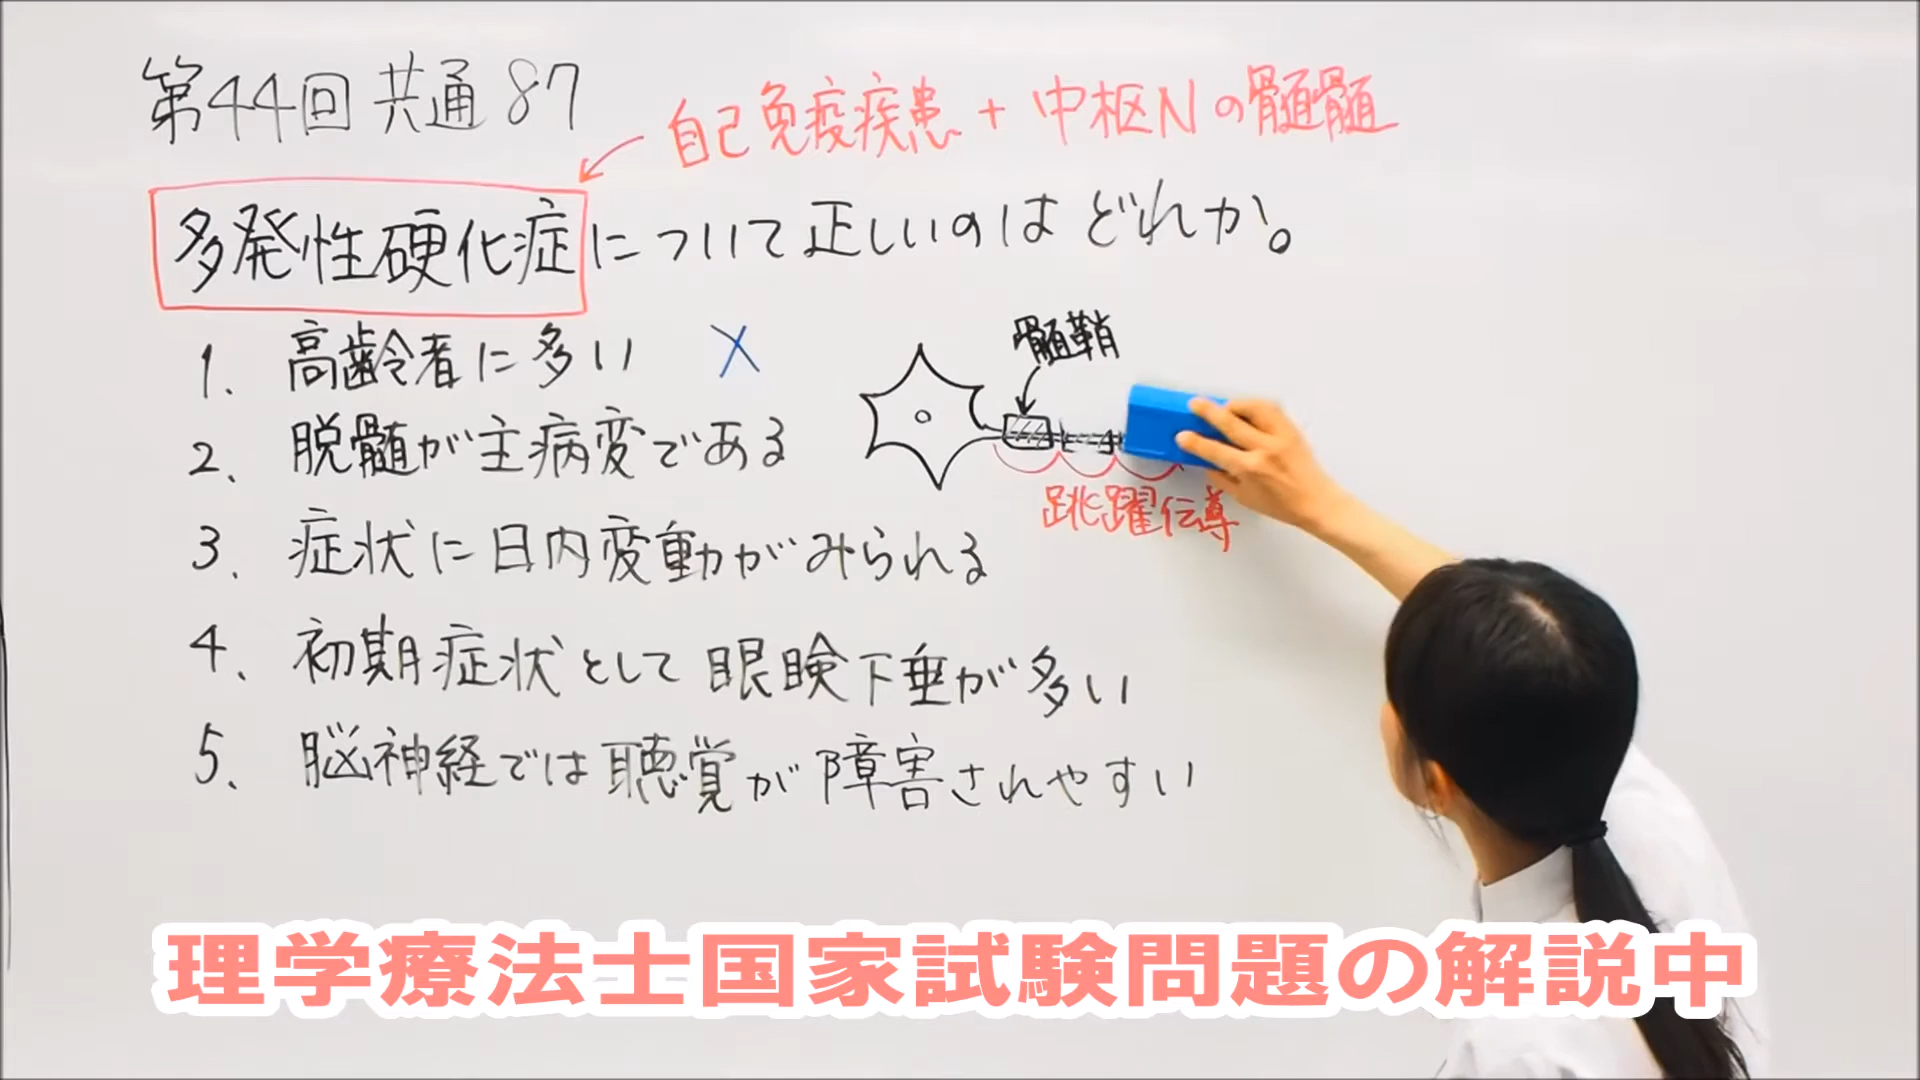 第44回 共通 87
自己免疫疾患 + 中枢Nの髄髄
多発性硬化症について正しいのはどれか。
1. 高齢者に多い ×
髄鞘
2. 脱髄が主病変である
跳躍伝導
3. 症状に日内変動がみられる
4. 初期症状として眼瞼下垂が多い
5. 脳神経では聴覚が障害されやすい
理学療法士国家試験問題の解説中